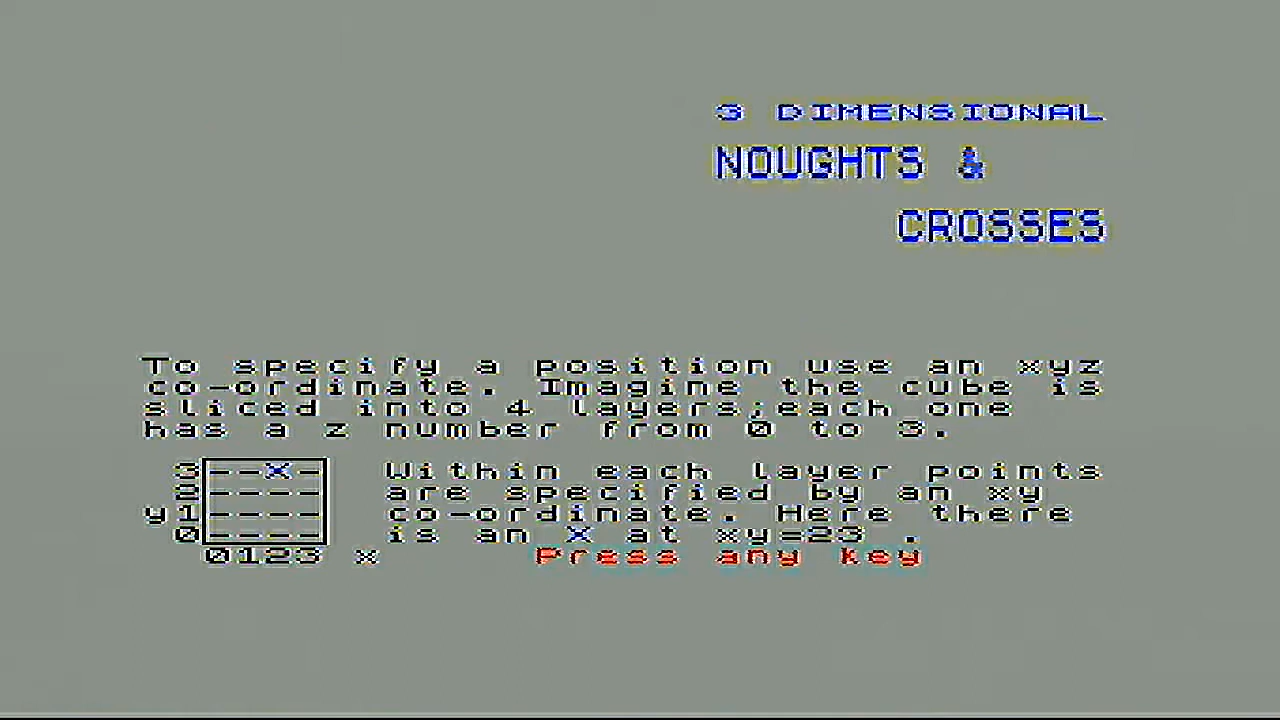 3 DIMENSIONAL
NOUGHTS &
CROSSES
To specify a position use an xyz
co-ordinate. Imagine the cube is
sliced into 4 layers,each one
has a z number from 0 to 3.
3--X- Within each layer points
2---- are specified by an xy
y1---- co-ordinate. Here there
0---- is an X at xy=23 .
0123 x Press any key